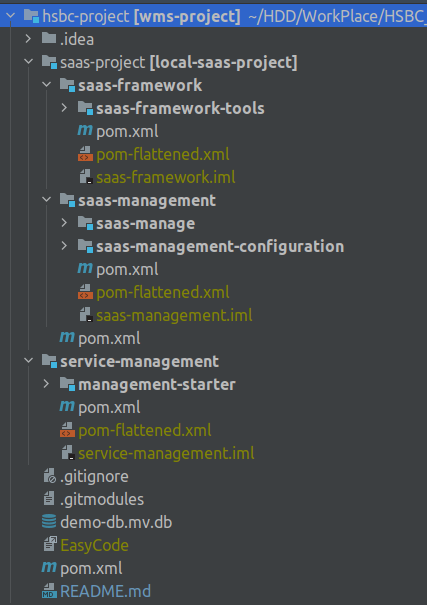 hsbc-project [wms-project] ~/HDD/WorkPlace/HSBC_
.idea
saas-project [local-saas-project]
saas-framework
saas-framework-tools
pom.xml
pom-flattened.xml
saas-framework.iml
saas-management
saas-manage
saas-management-configuration
pom.xml
pom-flattened.xml
saas-management.iml
pom.xml
service-management
management-starter
pom.xml
pom-flattened.xml
service-management.iml
.gitignore
.gitmodules
demo-db.mv.db
EasyCode
pom.xml
README.md